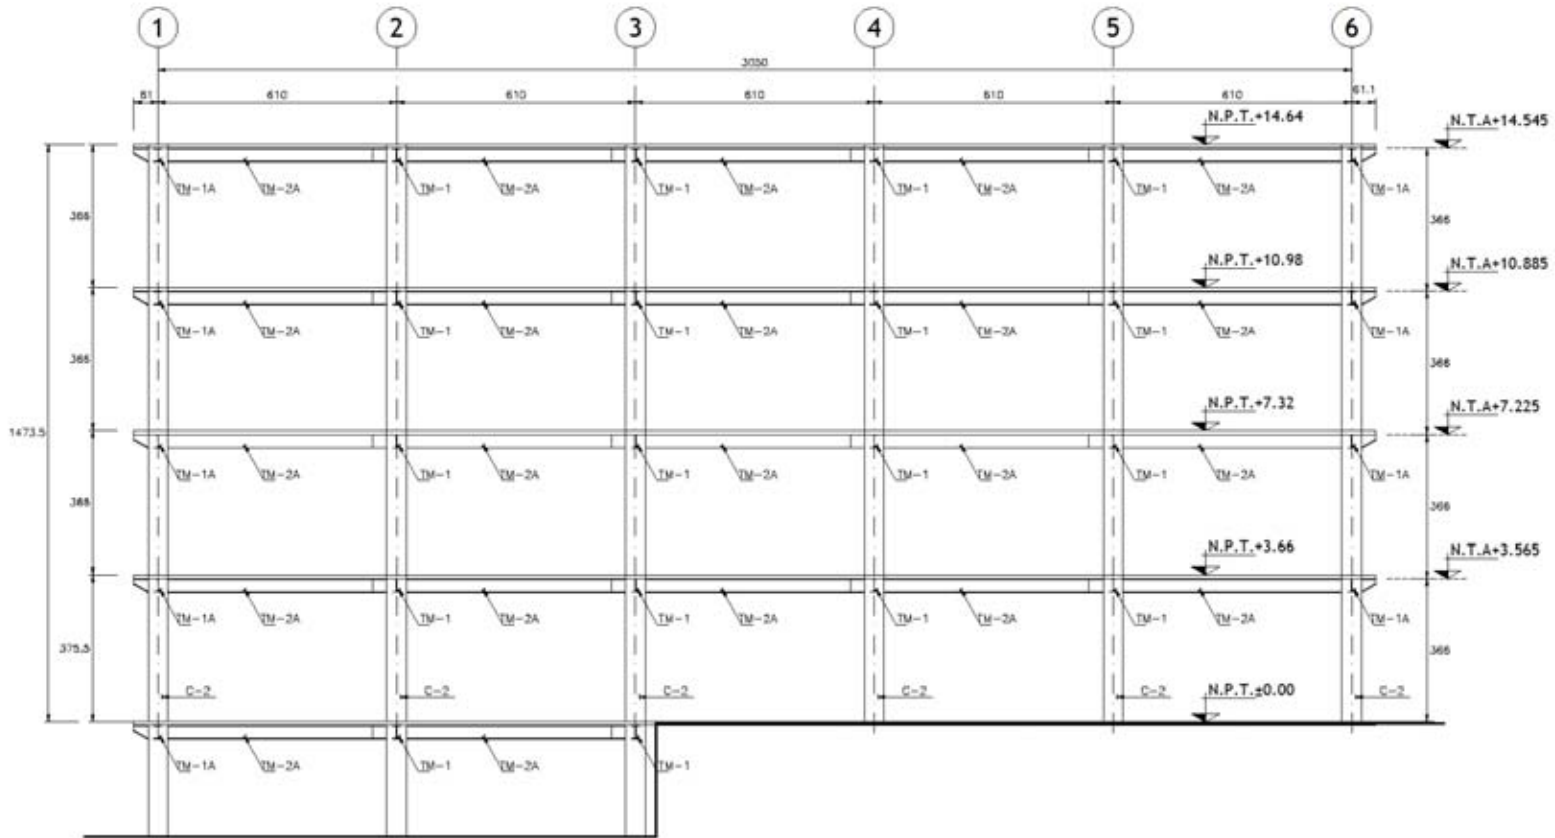 1 2 3 4 5 6
3050
61 610 610 610 610 610 61.1
N.P.T.+14.64 N.T.A+14.545
TM-1A TM-2A TM-1 TM-2A TM-1 TM-2A TM-1 TM-2A TM-1 TM-2A TM-1A
366 366
N.P.T.+10.98 N.T.A+10.885
TM-1A TM-2A TM-1 TM-2A TM-1 TM-2A TM-1 TM-2A TM-1 TM-2A TM-1A
366 366
N.P.T.+7.32 N.T.A+7.225
1473.5
TM-1A TM-2A TM-1 TM-2A TM-1 TM-2A TM-1 TM-2A TM-1 TM-2A TM-1A
366 366
N.P.T.+3.66 N.T.A+3.565
TM-1A TM-2A TM-1 TM-2A TM-1 TM-2A TM-1 TM-2A TM-1 TM-2A TM-1A
375.5 366
C-2 C-2 C-2 C-2 C-2 N.P.T.±0.00 C-2
TM-1A TM-2A TM-1 TM-2A TM-1